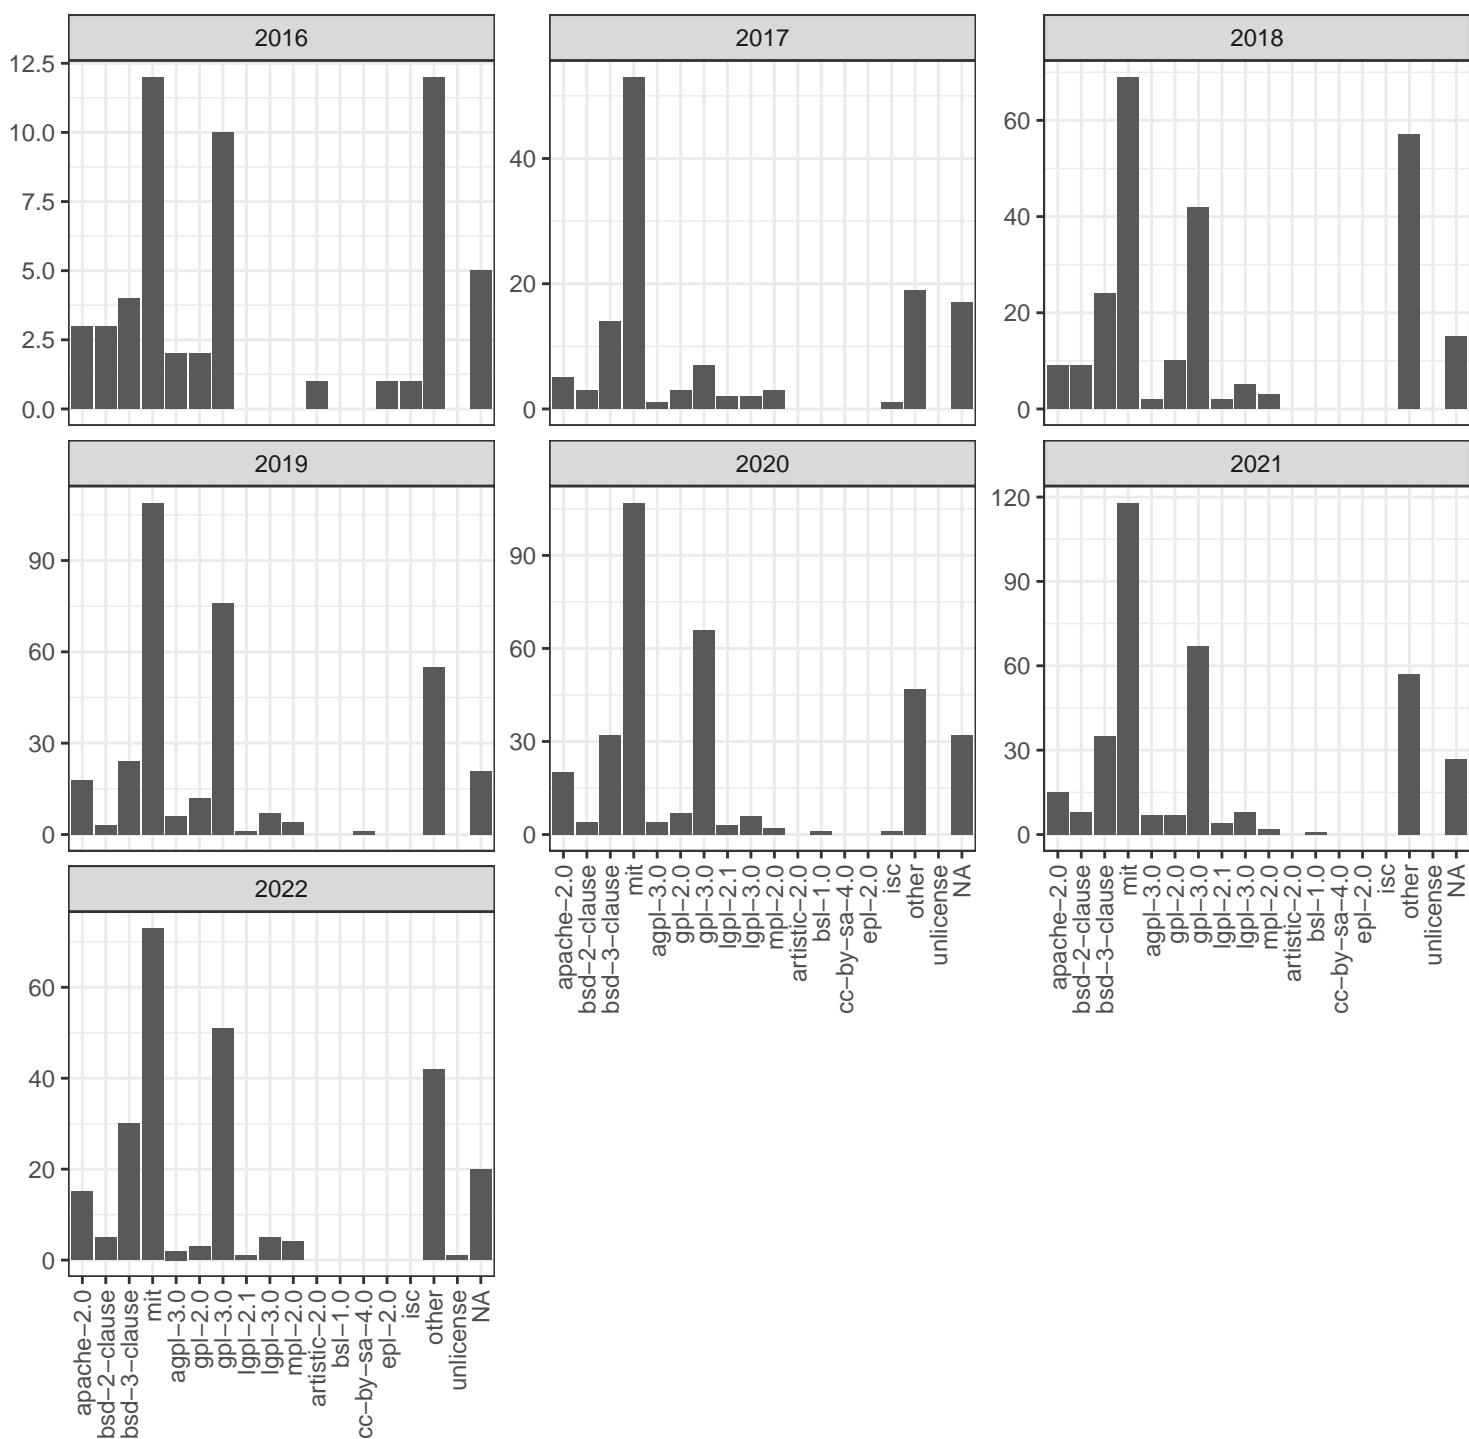 2016
2017
2018
12.5
10.0
7.5
5.0
2.5
0.0
40
20
0
60
40
20
0
2019
2020
2021
90
60
30
0
90
60
30
0
120
90
60
30
0
apache−2.0
bsd−2−clause
bsd−3−clause
mit
agpl−3.0
gpl−2.0
gpl−3.0
lgpl−2.1
lgpl−3.0
mpl−2.0
artistic−2.0
bsl−1.0
cc−by−sa−4.0
epl−2.0
isc
other
unlicense
NA
apache−2.0
bsd−2−clause
bsd−3−clause
mit
agpl−3.0
gpl−2.0
gpl−3.0
lgpl−2.1
lgpl−3.0
mpl−2.0
artistic−2.0
bsl−1.0
cc−by−sa−4.0
epl−2.0
isc
other
unlicense
NA
2022
60
40
20
0
apache−2.0
bsd−2−clause
bsd−3−clause
mit
agpl−3.0
gpl−2.0
gpl−3.0
lgpl−2.1
lgpl−3.0
mpl−2.0
artistic−2.0
bsl−1.0
cc−by−sa−4.0
epl−2.0
isc
other
unlicense
NA